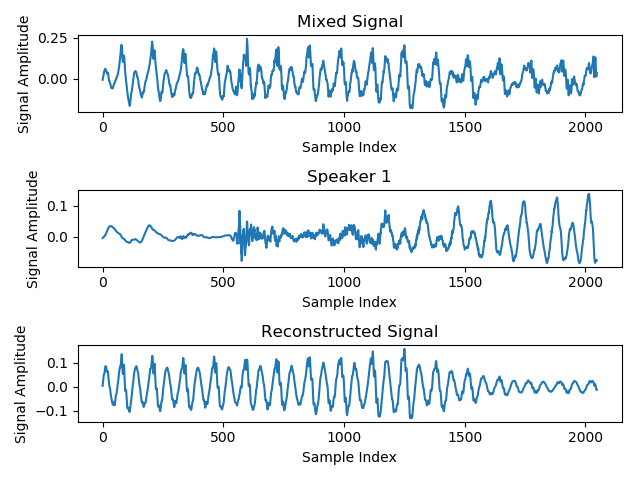 Mixed Signal
Signal Amplitude
0.25
0.00
0 500 1000 1500 2000
Sample Index
Speaker 1
Signal Amplitude
0.1
0.0
0 500 1000 1500 2000
Sample Index
Reconstructed Signal
Signal Amplitude
0.1
0.0
−0.1
0 500 1000 1500 2000
Sample Index